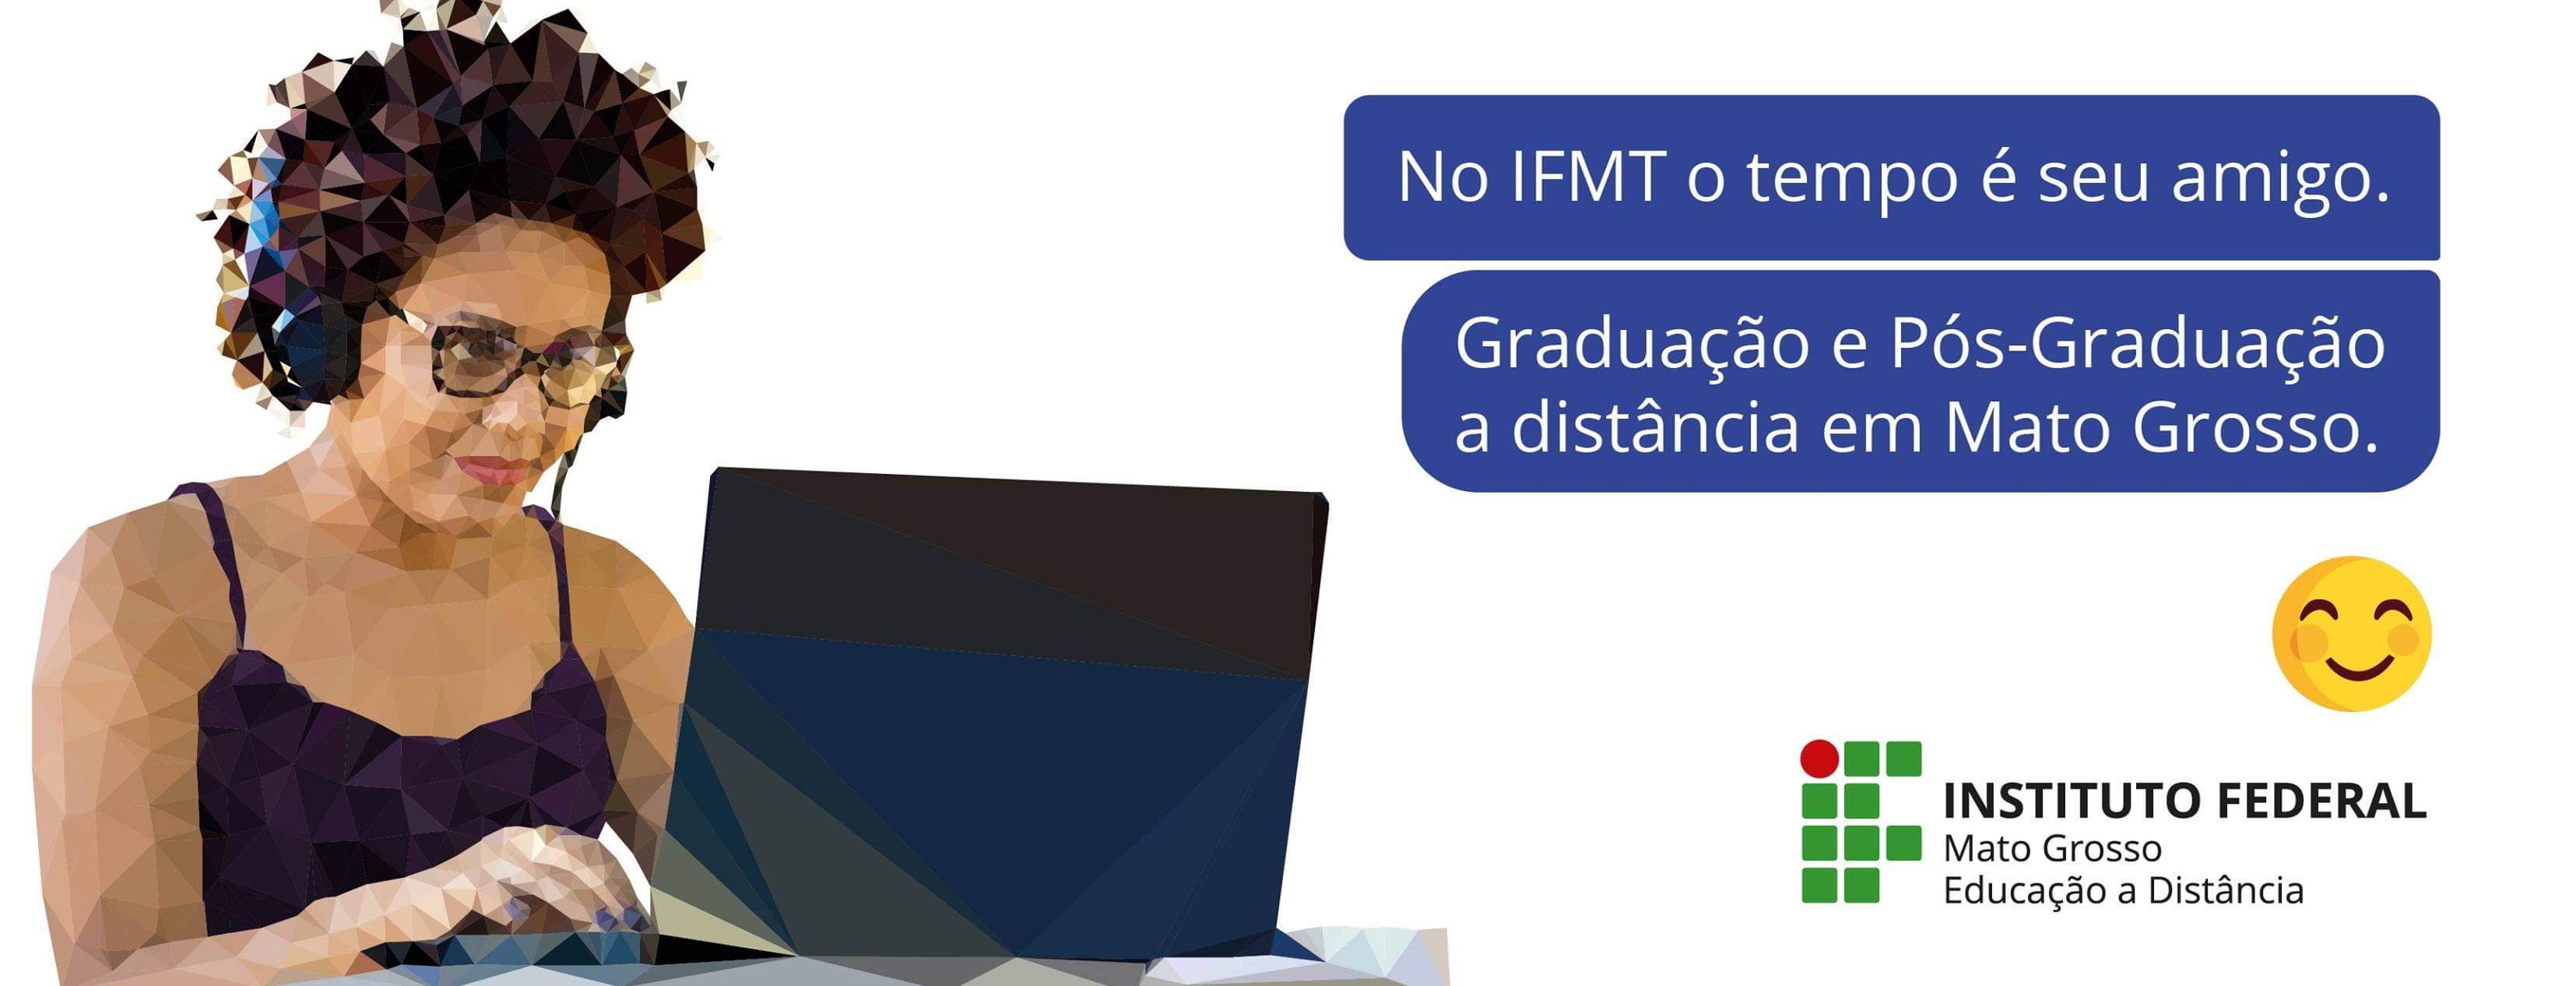 No IFMT o tempo é seu amigo.
Graduação e Pós-Graduação
a distância em Mato Grosso.
INSTITUTO FEDERAL
Mato Grosso
Educação a Distância